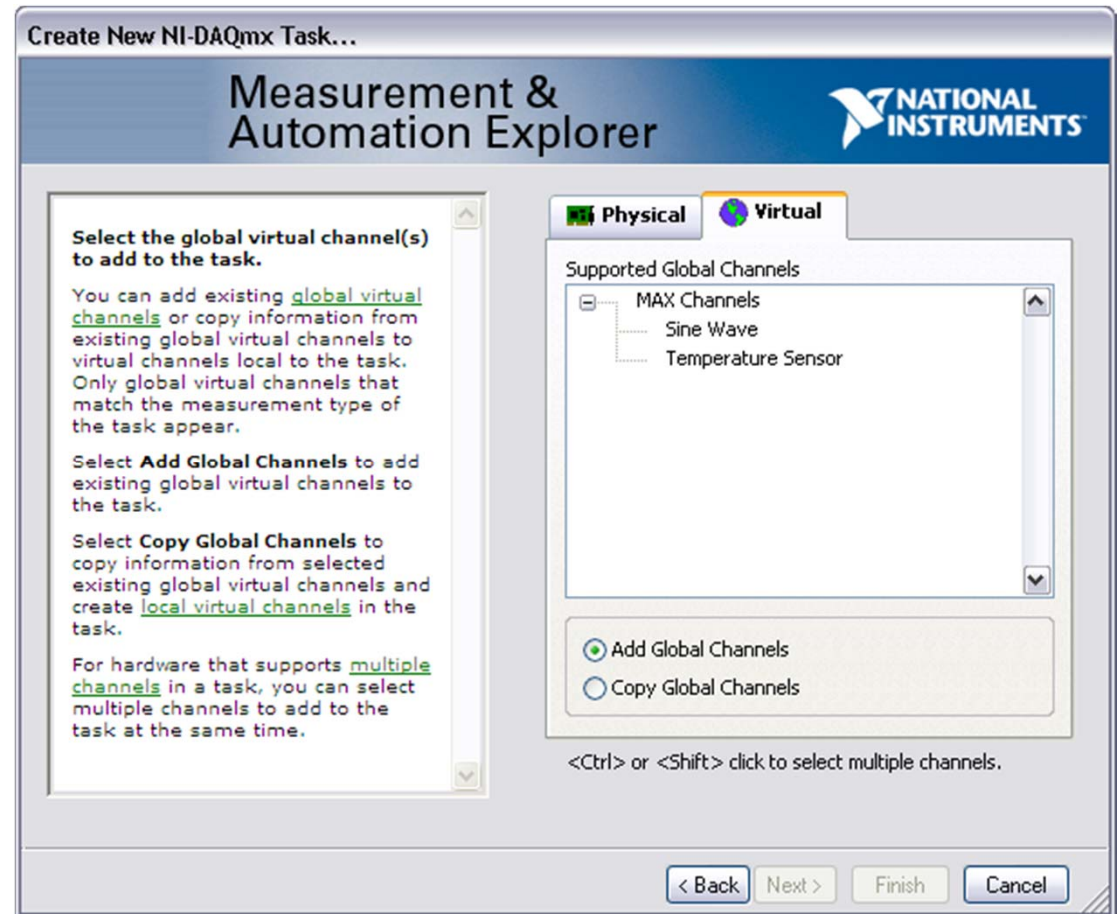 Create New NI-DAQmx Task...
Measurement &
Automation Explorer
NATIONAL
INSTRUMENTS
Select the global virtual channel(s)
to add to the task.
You can add existing global virtual
channels or copy information from
existing global virtual channels to
virtual channels local to the task.
Only global virtual channels that
match the measurement type of
the task appear.
Select Add Global Channels to add
existing global virtual channels to
the task.
Select Copy Global Channels to
copy information from selected
existing global virtual channels and
create local virtual channels in the
task.
For hardware that supports multiple
channels in a task, you can select
multiple channels to add to the
task at the same time.
Physical Virtual
Supported Global Channels
MAX Channels
Sine Wave
Temperature Sensor
Add Global Channels
Copy Global Channels
<Ctrl> or <Shift> click to select multiple channels.
< Back Next > Finish Cancel